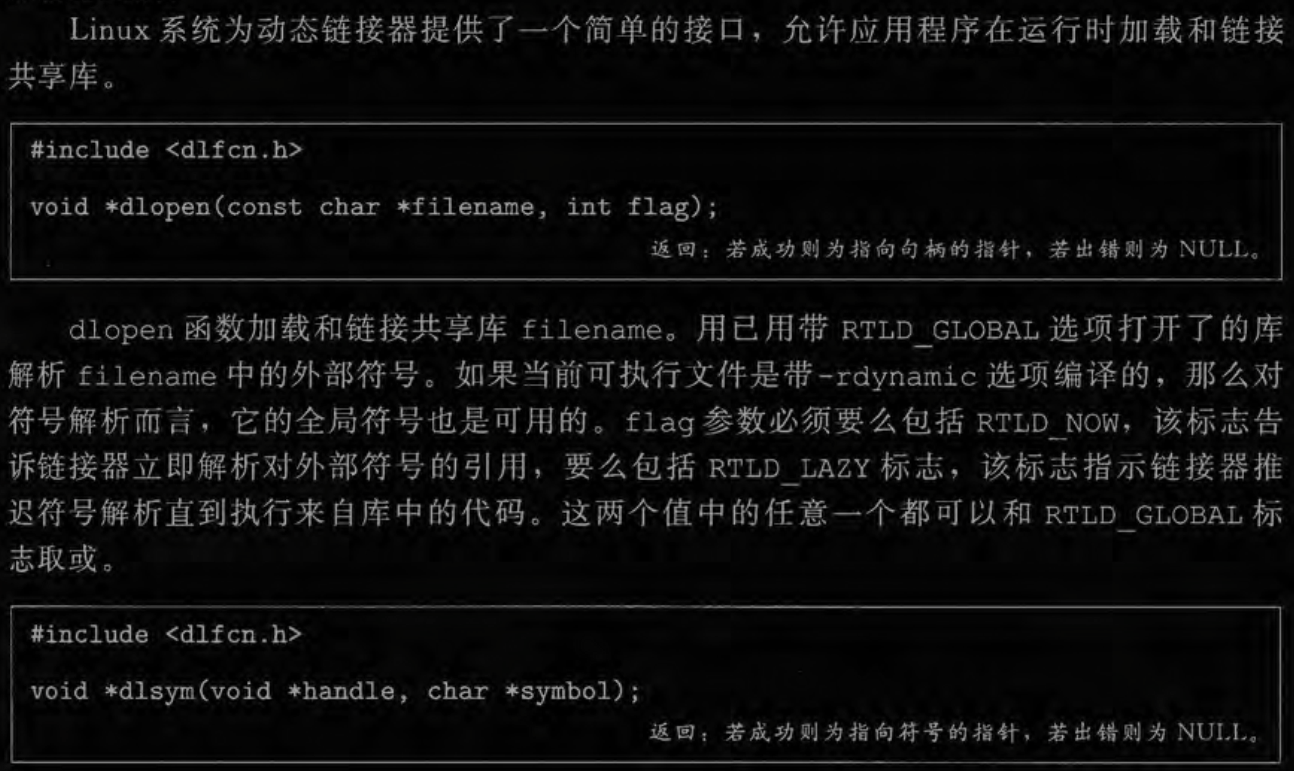 Linux 系统为动态链接器提供了一个简单的接口，允许应用程序在运行时加载和链接
共享库。
#include <dlfcn.h>
void *dlopen(const char *filename, int flag);
返回：若成功则为指向句柄的指针，若出错则为 NULL。
dlopen 函数加载和链接共享库 filename。用已用带 RTLD_GLOBAL 选项打开了的库
解析 filename 中的外部符号。如果当前可执行文件是带-rdynamic 选项编译的，那么对
符号解析而言，它的全局符号也是可用的。flag 参数必须要么包括 RTLD_NOW，该标志告
诉链接器立即解析对外部符号的引用，要么包括 RTLD_LAZY 标志，该标志指示链接器推
迟符号解析直到执行来自库中的代码。这两个值中的任意一个都可以和 RTLD_GLOBAL 标
志取或。
#include <dlfcn.h>
void *dlsym(void *handle, char *symbol);
返回：若成功则为指向符号的指针，若出错则为 NULL。